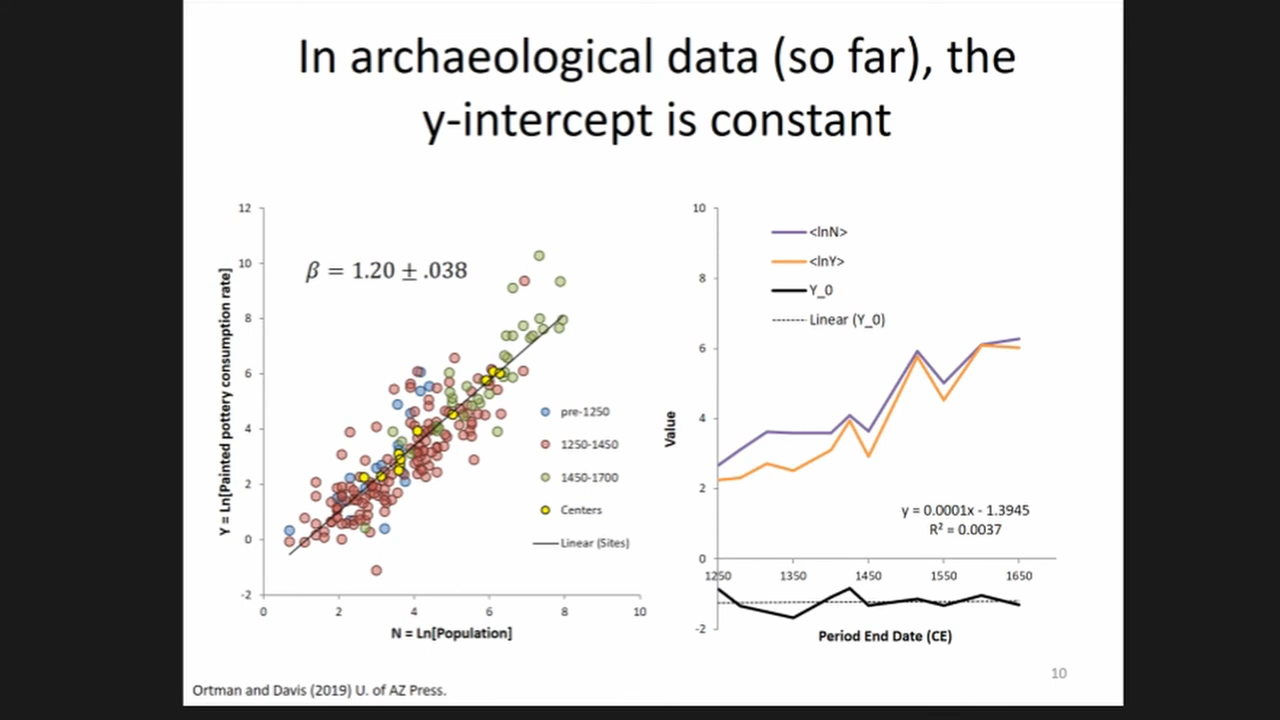 In archaeological data (so far), the
y-intercept is constant
12
10
8
6
4
2
0
-2
0
2
4
6
8
10
Y = Ln[Painted pottery consumption rate]
N = Ln[Population]
β = 1.20 ± .038
pre-1250
1250-1450
1450-1700
Centers
Linear (Sites)
10
8
6
4
2
0
-2
Value
<lnN>
<lnY>
Y_0
Linear (Y_0)
y = 0.0001x - 1.3945
R² = 0.0037
1250
1350
1450
1550
1650
Period End Date (CE)
10
Ortman and Davis (2019) U. of AZ Press.